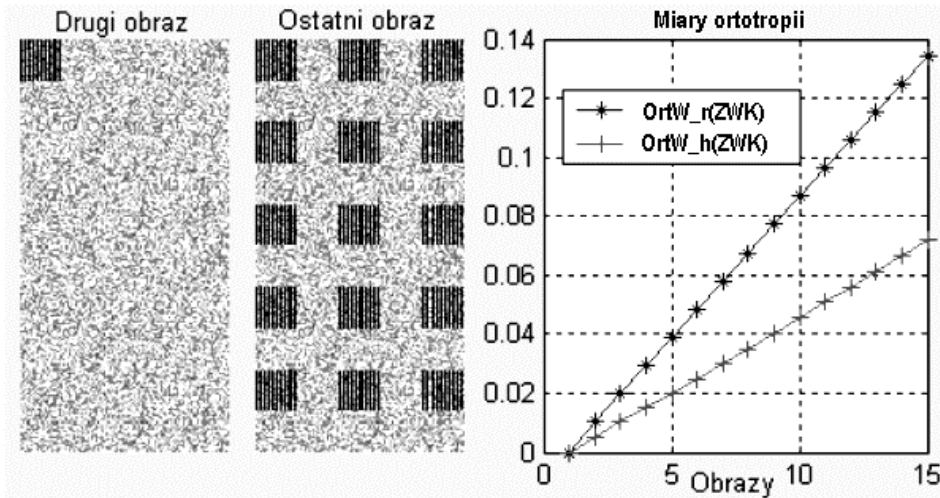 Drugi obraz
Ostatni obraz
Miary ortotropii
0.14
0.12
0.1
0.08
0.06
0.04
0.02
0
OrtW_r(ZWK)
OrtW_h(ZWK)
0 5 10 15
Obrazy